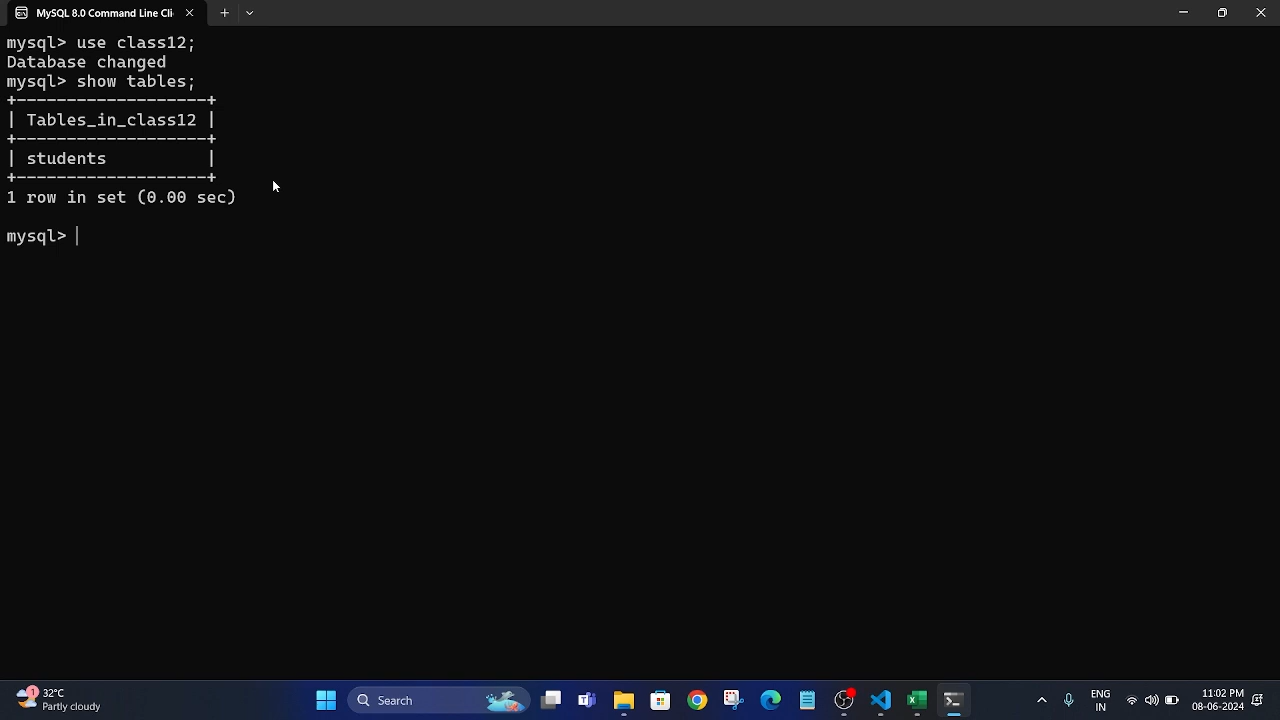 MySQL 8.0 Command Line Cli
mysql> use class12;
Database changed
mysql> show tables;
+-------------------+
| Tables_in_class12 |
+-------------------+
| students          |
+-------------------+
1 row in set (0.00 sec)
mysql>
1
32°C
Partly cloudy
Search
ENG
IN
11:02 PM
08-06-2024